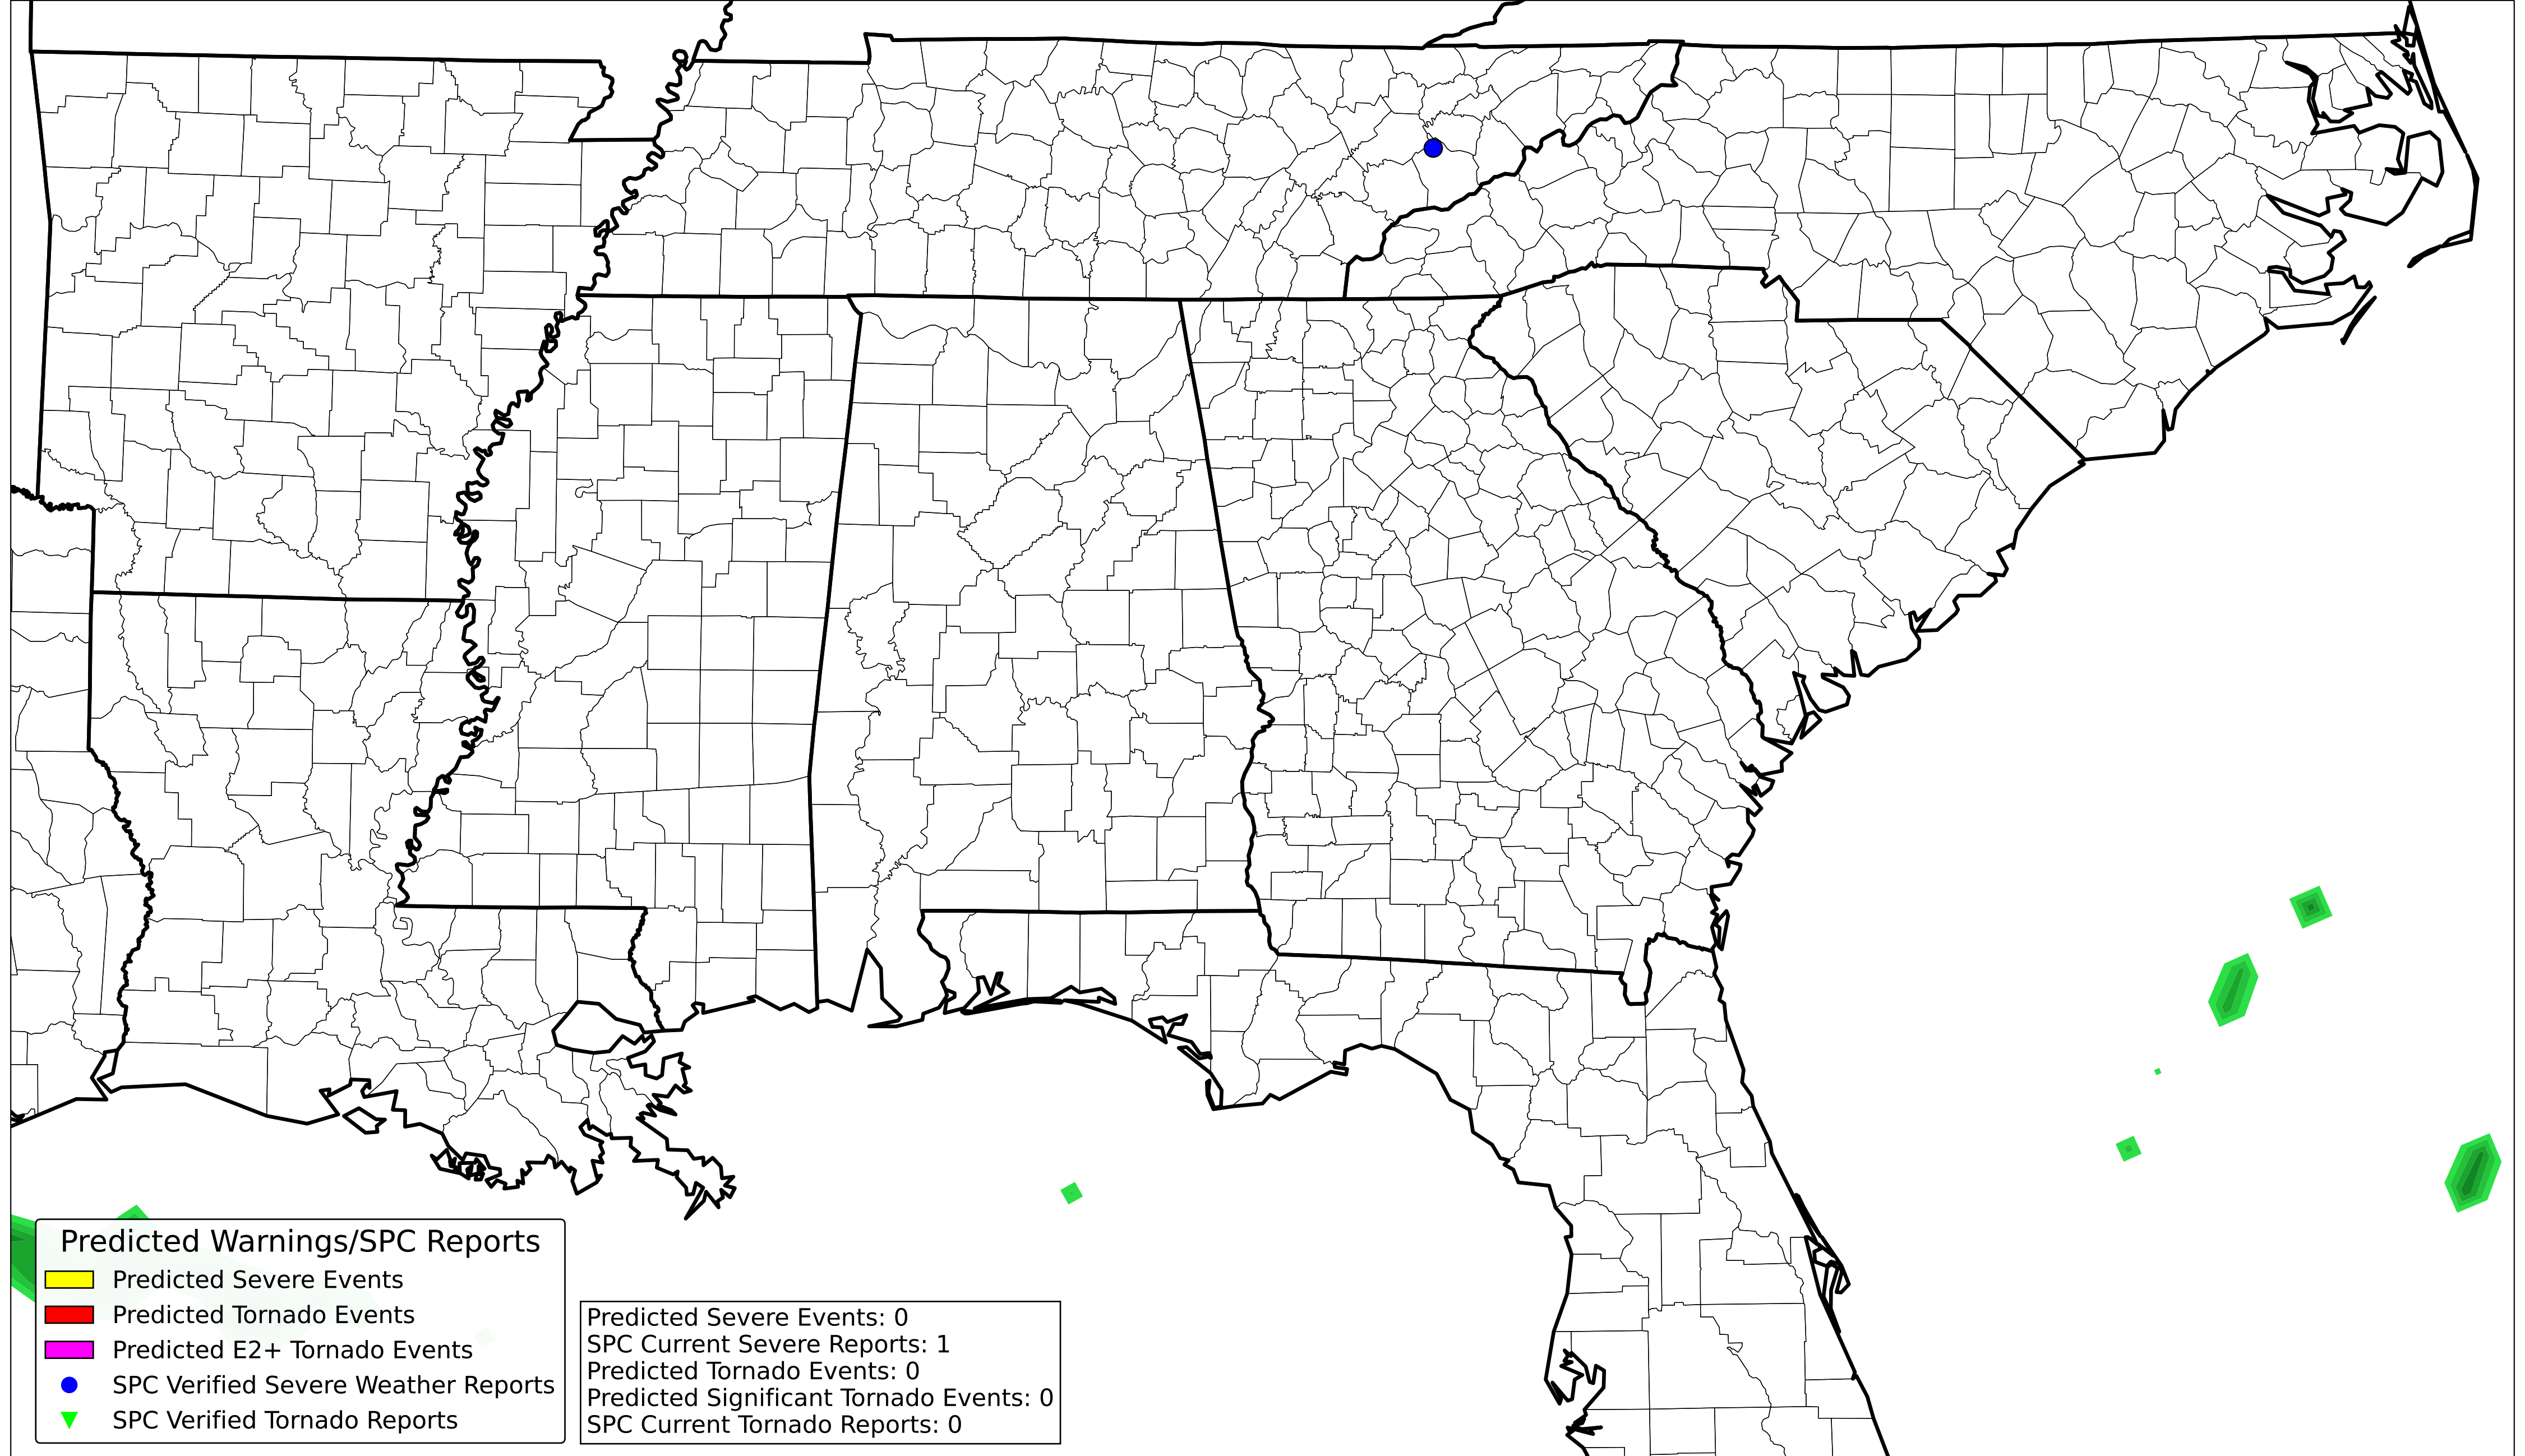 Predicted Warnings/SPC Reports
Predicted Severe Events
Predicted Tornado Events
Predicted E2+ Tornado Events
SPC Verified Severe Weather Reports
SPC Verified Tornado Reports
Predicted Severe Events: 0
SPC Current Severe Reports: 1
Predicted Tornado Events: 0
Predicted Significant Tornado Events: 0
SPC Current Tornado Reports: 0